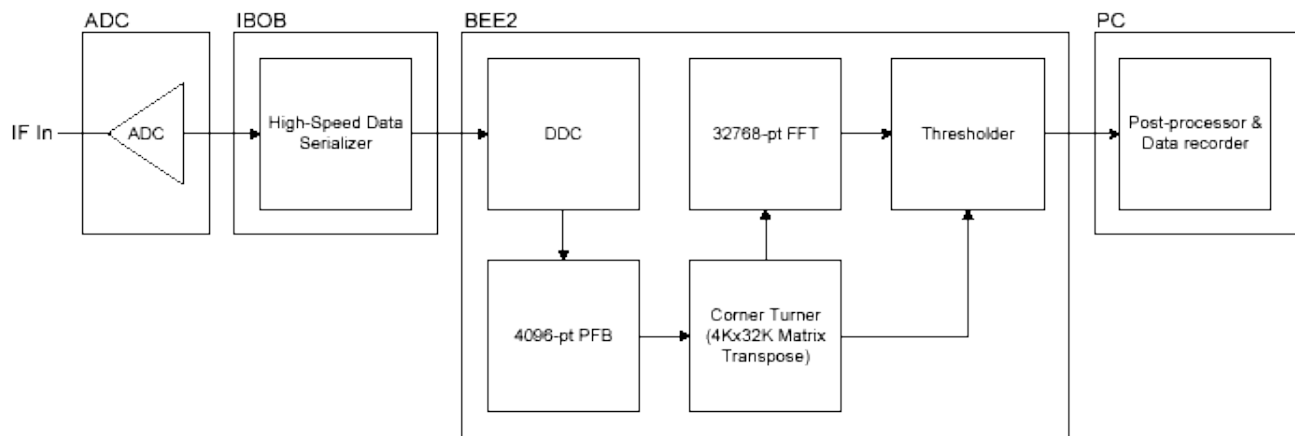 ADC
IBOB
BEE2
PC
IF In
ADC
High-Speed Data
Serializer
DDC
32768-pt FFT
Thresholder
Post-processor &
Data recorder
4096-pt PFB
Corner Turner
(4Kx32K Matrix
Transpose)